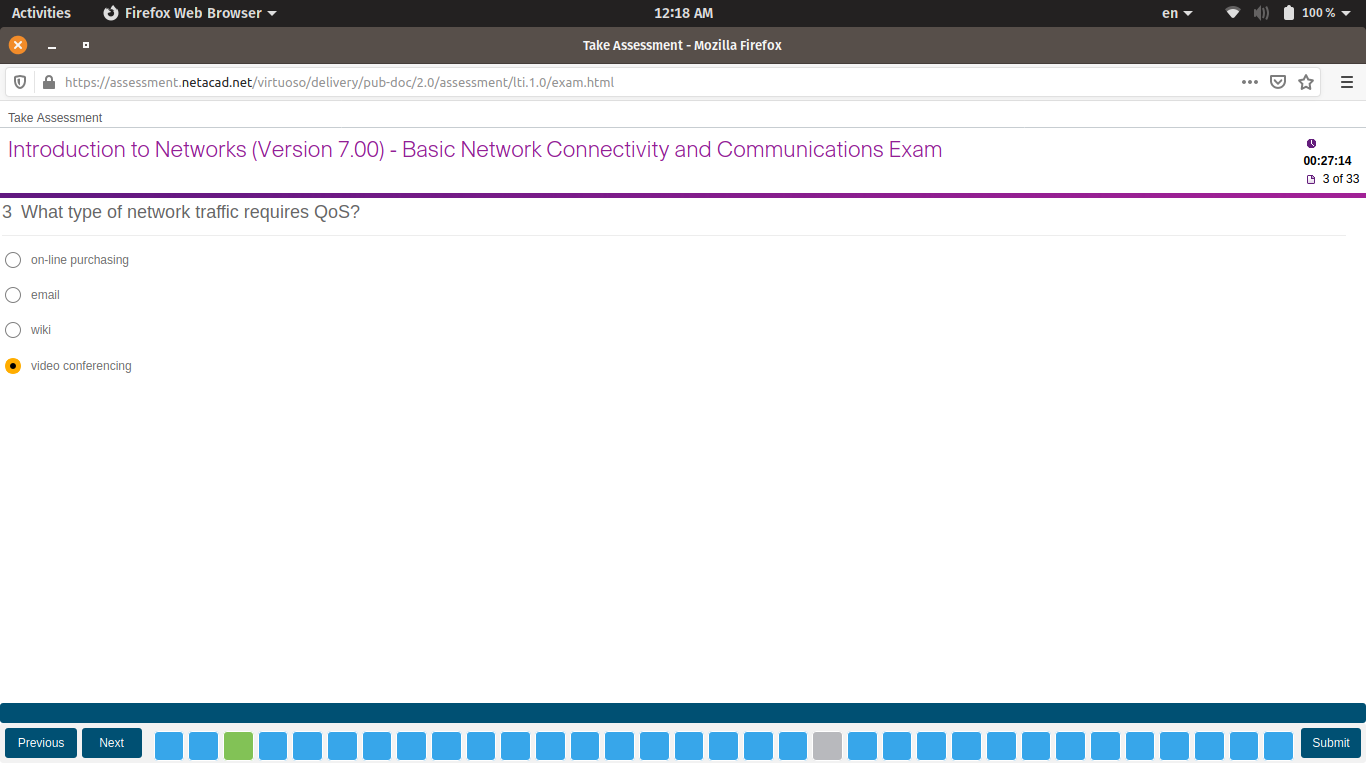 Activities Firefox Web Browser 12:18 AM en 100 %
Take Assessment - Mozilla Firefox
https://assessment.netacad.net/virtuoso/delivery/pub-doc/2.0/assessment/lti.1.0/exam.html
Take Assessment
Introduction to Networks (Version 7.00) - Basic Network Connectivity and Communications Exam
00:27:14
3 of 33
3 What type of network traffic requires QoS?
on-line purchasing
email
wiki
video conferencing
Previous Next Submit